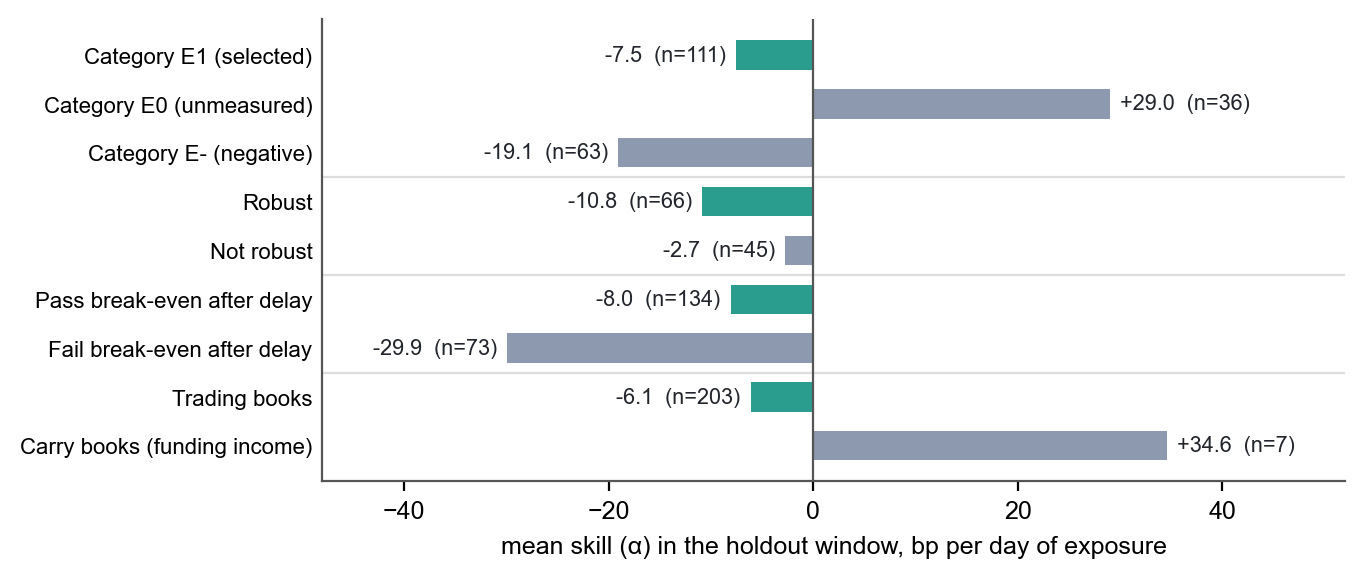 Category E1 (selected) -7.5 (n=111)
Category E0 (unmeasured) +29.0 (n=36)
Category E- (negative) -19.1 (n=63)
Robust -10.8 (n=66)
Not robust -2.7 (n=45)
Pass break-even after delay -8.0 (n=134)
Fail break-even after delay -29.9 (n=73)
Trading books -6.1 (n=203)
Carry books (funding income) +34.6 (n=7)
−40 −20 0 20 40
mean skill (α) in the holdout window, bp per day of exposure